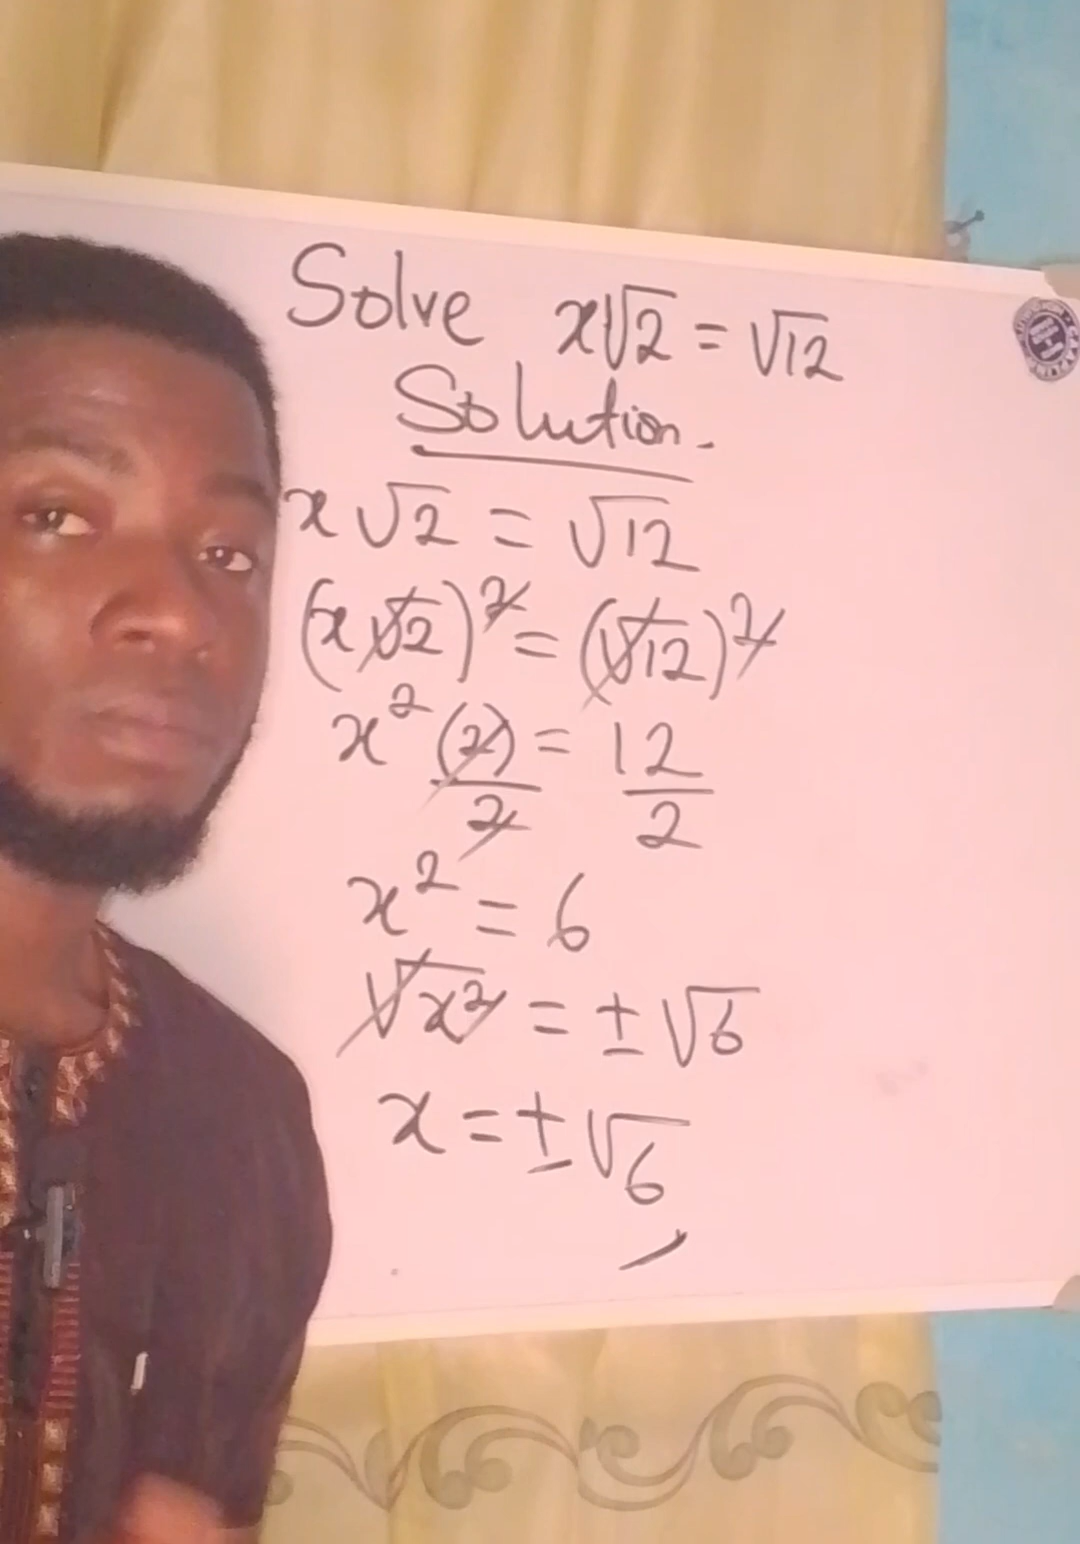 Solve x√2 = √12
Solution.
x√2 = √12
(x√2)² = (√12)²
x²(2)/2 = 12/2
x² = 6
√x² = ±√6
x = ±√6